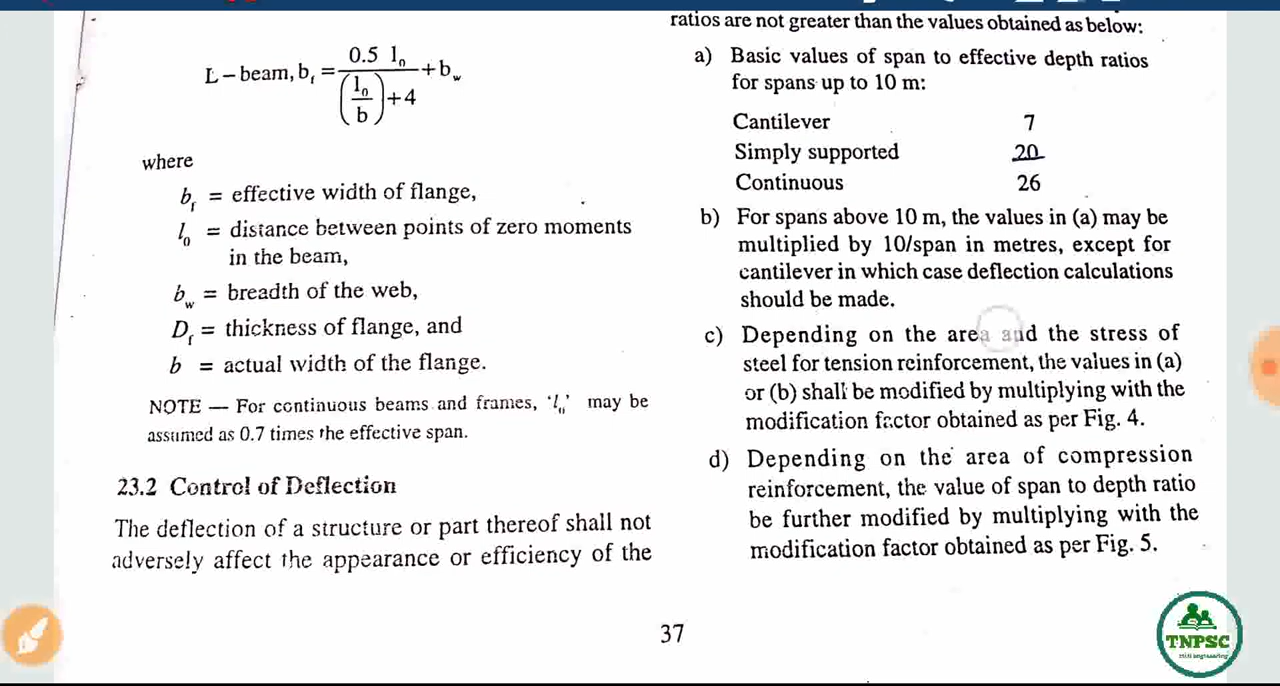 L – beam, b_f = 0.5 l_0 / ((l_0 / b) + 4) + b_w
where
b_f = effective width of flange,
l_0 = distance between points of zero moments
in the beam,
b_w = breadth of the web,
D_f = thickness of flange, and
b = actual width of the flange.
NOTE — For continuous beams and frames, 'l_0' may be
assumed as 0.7 times the effective span.
23.2 Control of Deflection
The deflection of a structure or part thereof shall not
adversely affect the appearance or efficiency of the
ratios are not greater than the values obtained as below:
a) Basic values of span to effective depth ratios
for spans up to 10 m:
Cantilever 7
Simply supported 20
Continuous 26
b) For spans above 10 m, the values in (a) may be
multiplied by 10/span in metres, except for
cantilever in which case deflection calculations
should be made.
c) Depending on the area and the stress of
steel for tension reinforcement, the values in (a)
or (b) shall be modified by multiplying with the
modification factor obtained as per Fig. 4.
d) Depending on the area of compression
reinforcement, the value of span to depth ratio
be further modified by multiplying with the
modification factor obtained as per Fig. 5.
37
TNPSC